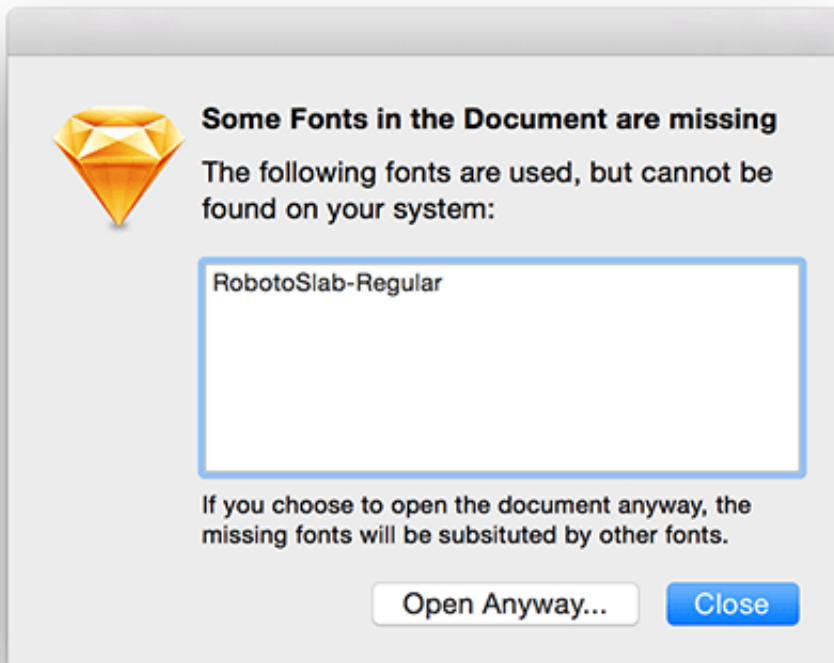 Some Fonts in the Document are missing
The following fonts are used, but cannot be
found on your system:
RobotoSlab-Regular
If you choose to open the document anyway, the
missing fonts will be subsituted by other fonts.
Open Anyway...
Close